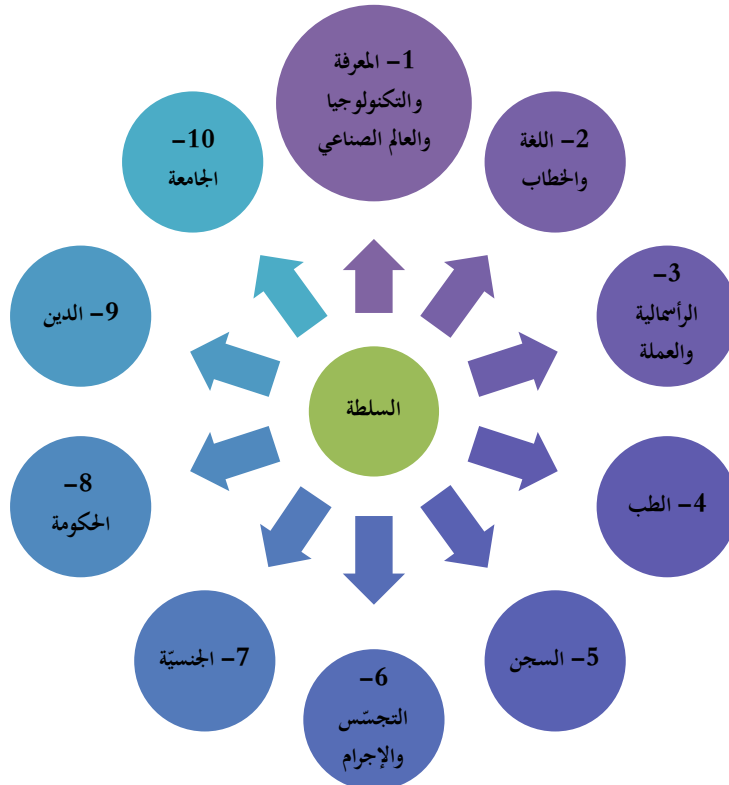 1- المعرفة
والتكنولوجيا
والعالم الصناعي
2- اللغة
والخطاب
3-
الرأسمالية
والعملة
4- الطب
5- السجن
6-
التجسّس
والإجرام
7- الجنسيّة
8-
الحكومة
9- الدين
10-
الجامعة
السلطة